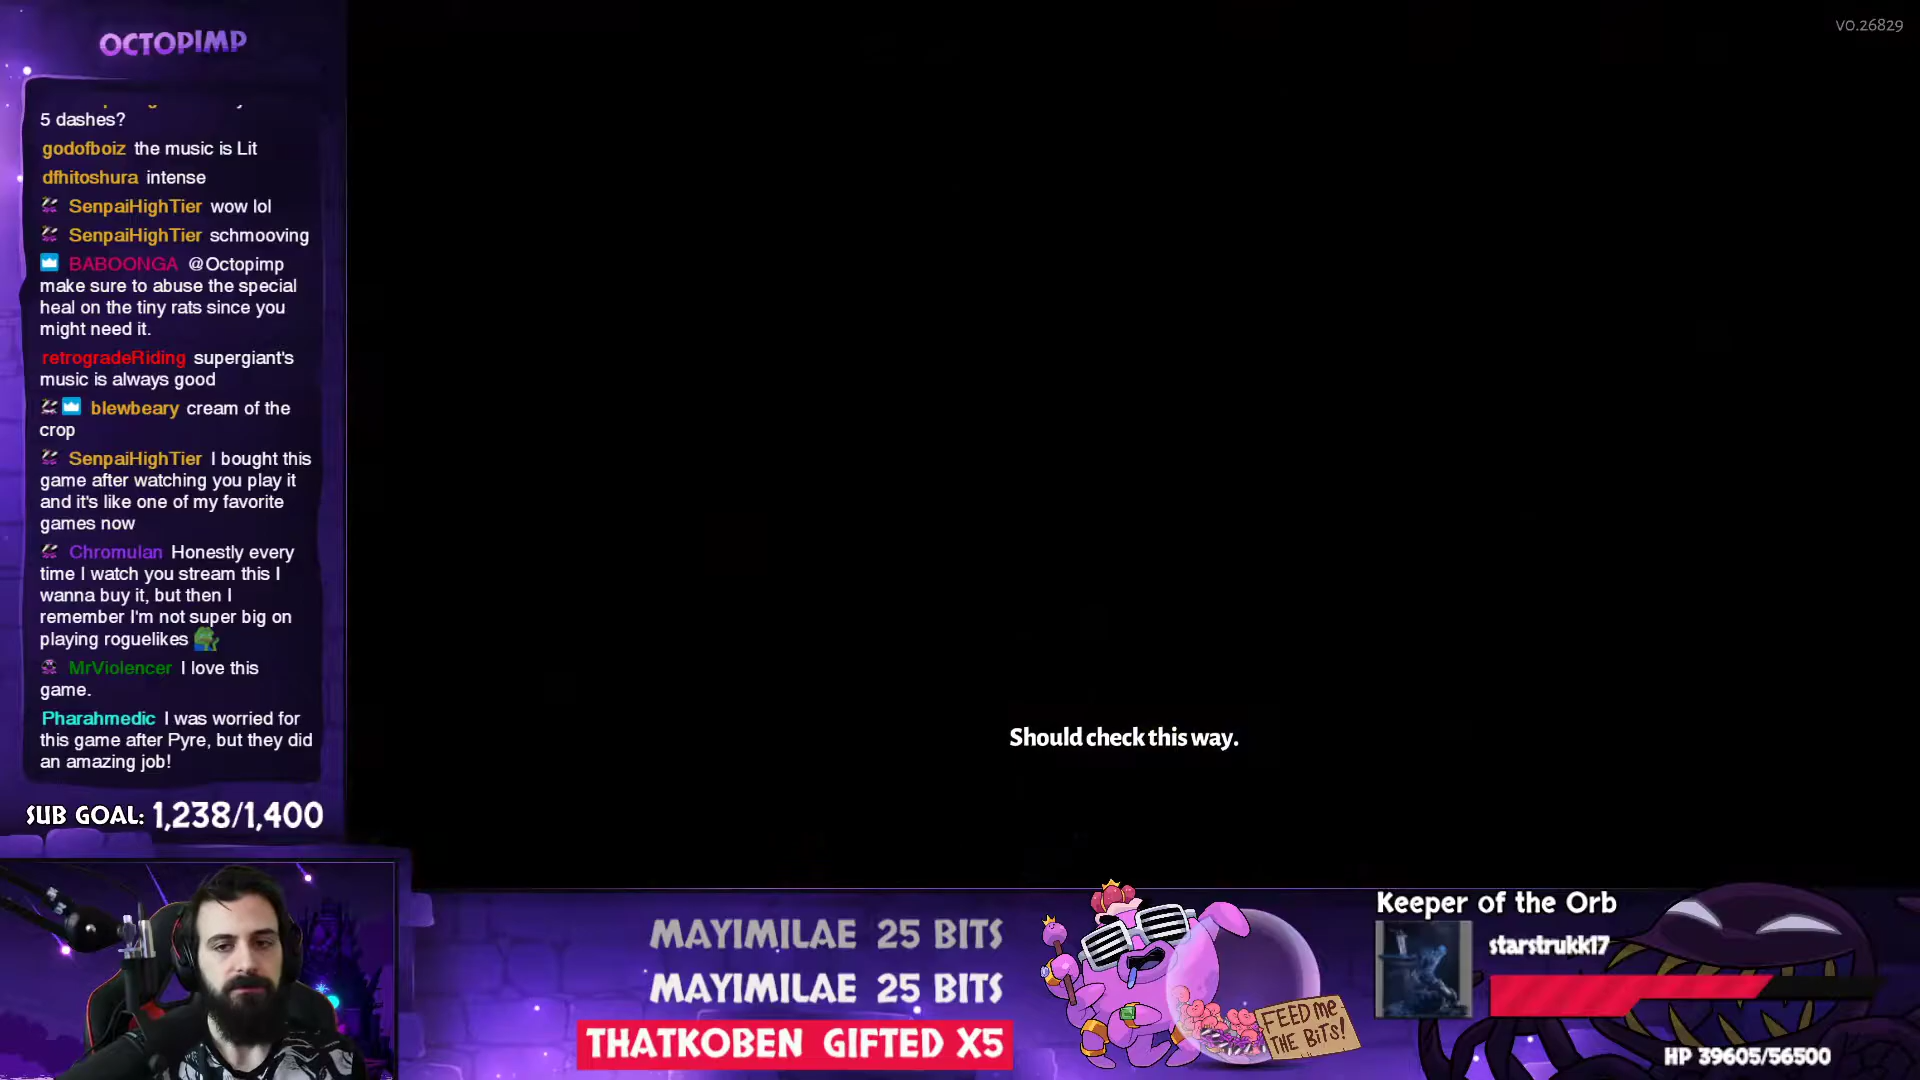 OCTOPIMP
V0.26829
5 dashes?
godofboiz the music is Lit
dfhitoshura intense
SenpaiHighTier wow lol
SenpaiHighTier schmooving
BABOONGA @Octopimp
make sure to abuse the special
heal on the tiny rats since you
might need it.
retrogradeRiding supergiant's
music is always good
blewbeary cream of the
crop
SenpaiHighTier I bought this
game after watching you play it
and it's like one of my favorite
games now
Chromulan Honestly every
time I watch you stream this I
wanna buy it, but then I
remember I'm not super big on
playing roguelikes
MrViolencer I love this
game.
Pharahmedic I was worried for
this game after Pyre, but they did
an amazing job!
Should check this way.
SUB GOAL: 1,238/1,400
MAYIMILAE 25 BITS
MAYIMILAE 25 BITS
THATKOBEN GIFTED X5
FEED ME
THE BITS!
Keeper of the Orb
starstrukk17
HP 39605/56500